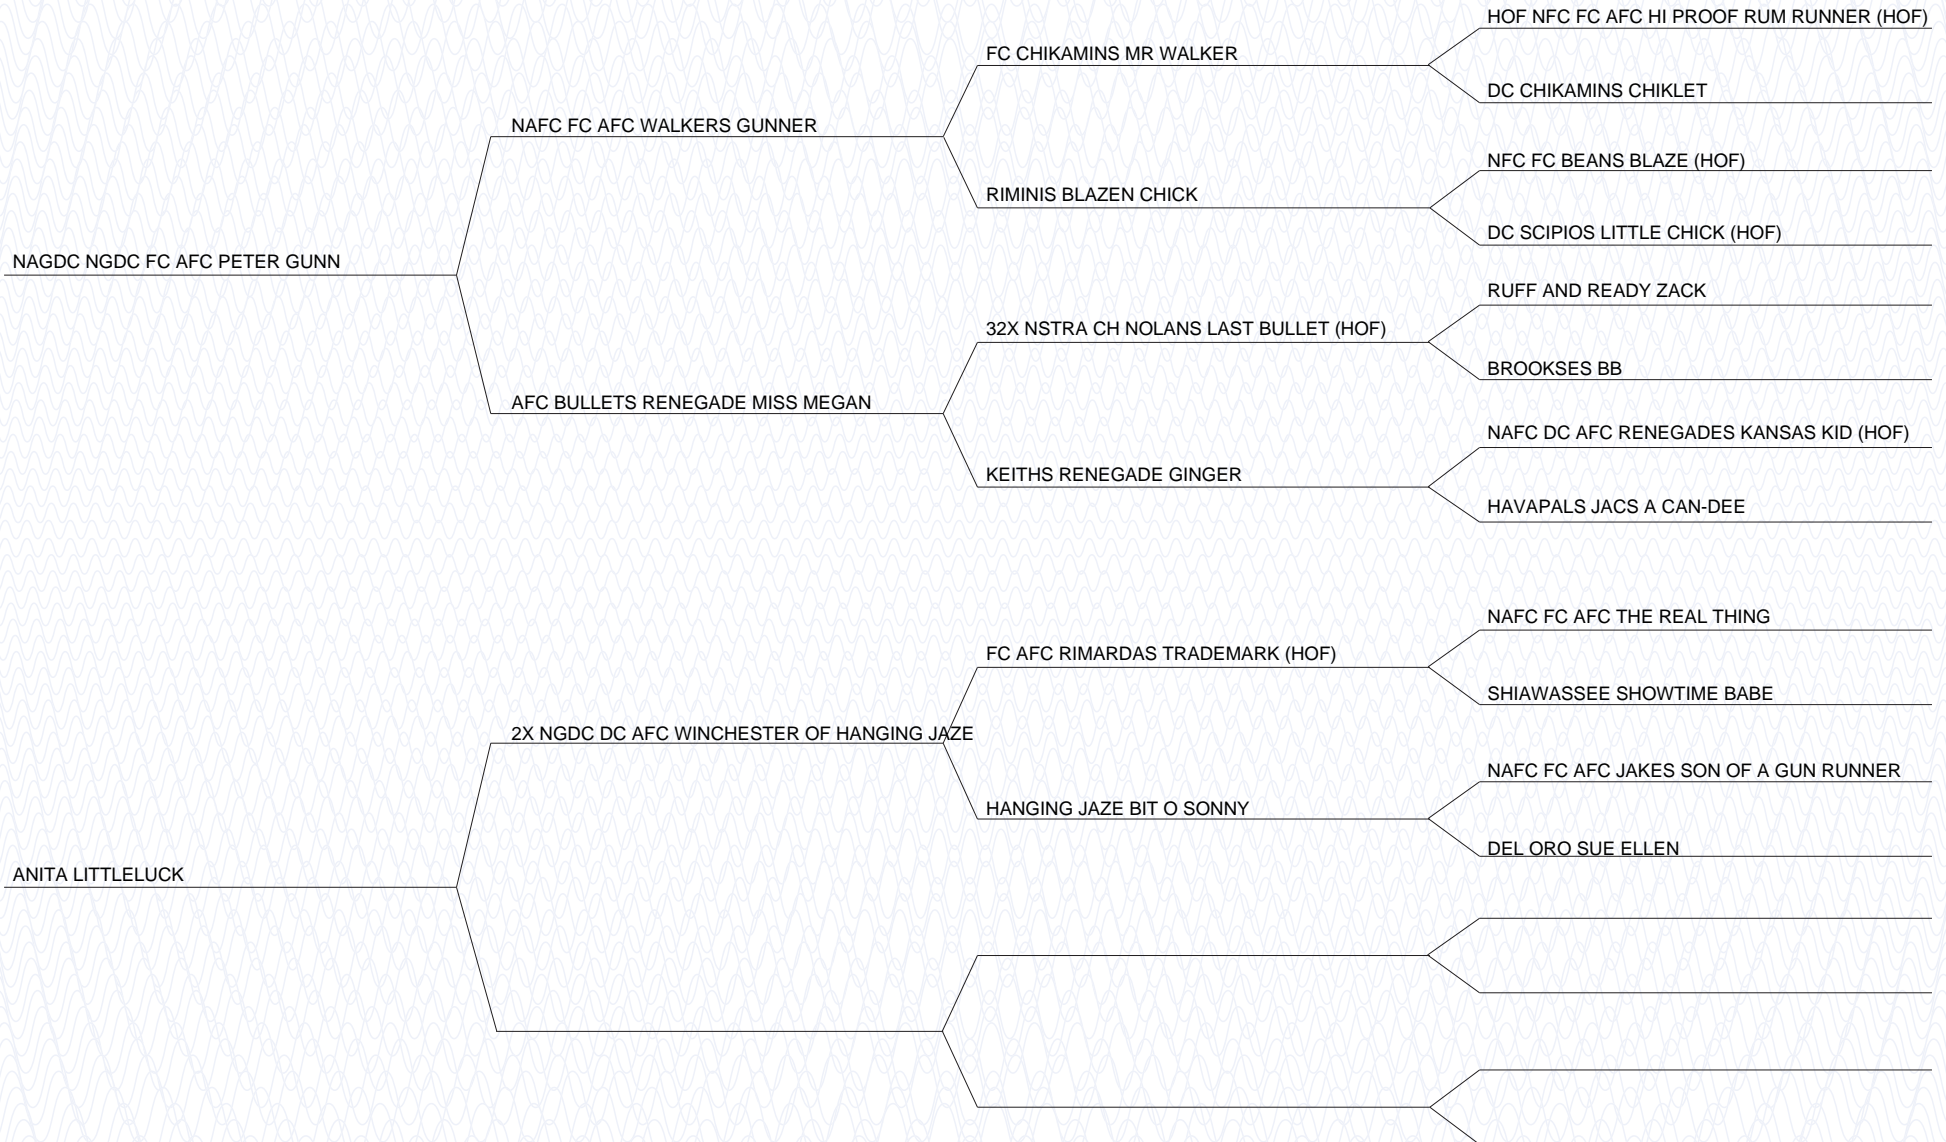 HOF NFC FC AFC HI PROOF RUM RUNNER (HOF)
FC CHIKAMINS MR WALKER
DC CHIKAMINS CHIKLET
NAFC FC AFC WALKERS GUNNER
NFC FC BEANS BLAZE (HOF)
RIMINIS BLAZEN CHICK
DC SCIPIOS LITTLE CHICK (HOF)
NAGDC NGDC FC AFC PETER GUNN
RUFF AND READY ZACK
32X NSTRA CH NOLANS LAST BULLET (HOF)
BROOKSES BB
AFC BULLETS RENEGADE MISS MEGAN
NAFC DC AFC RENEGADES KANSAS KID (HOF)
KEITHS RENEGADE GINGER
HAVAPALS JACS A CAN-DEE
NAFC FC AFC THE REAL THING
FC AFC RIMARDAS TRADEMARK (HOF)
SHIAWASSEE SHOWTIME BABE
2X NGDC DC AFC WINCHESTER OF HANGING JAZE
NAFC FC AFC JAKES SON OF A GUN RUNNER
HANGING JAZE BIT O SONNY
DEL ORO SUE ELLEN
ANITA LITTLELUCK